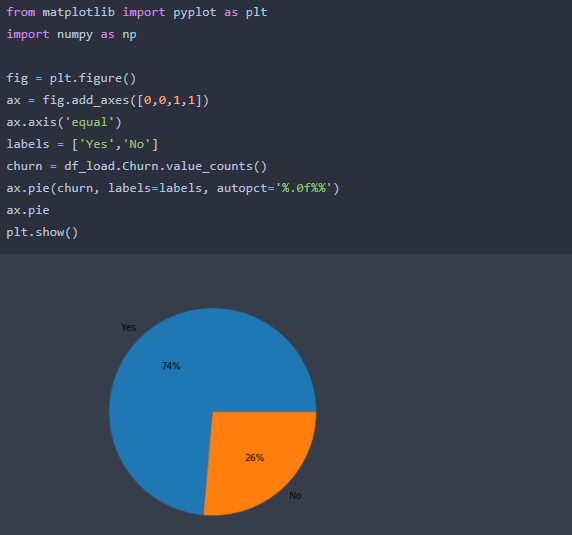 from matplotlib import pyplot as plt
import numpy as np
fig = plt.figure()
ax = fig.add_axes([0,0,1,1])
ax.axis('equal')
labels = ['Yes','No']
churn = df_load.Churn.value_counts()
ax.pie(churn, labels=labels, autopct='%.0f%%')
ax.pie
plt.show()
Yes
74%
26%
No